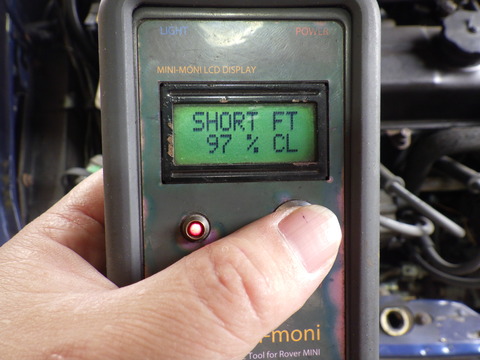 LIGHT
POWER
MINI-MONI LCD DISPLAY
SHORT FT
97 % CL
-moni
Tool for Rover MINI